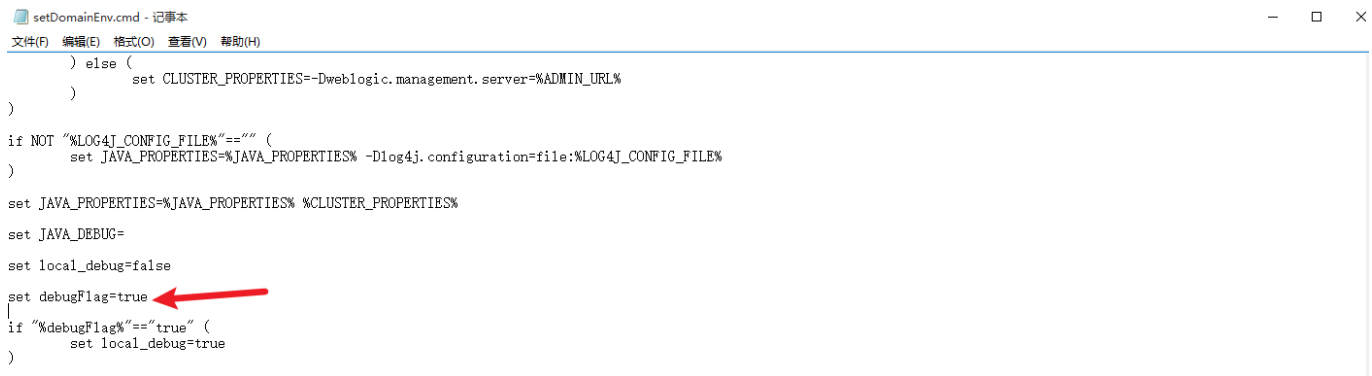 setDomainEnv.cmd - 记事本
文件(F) 编辑(E) 格式(O) 查看(V) 帮助(H)
) else (
set CLUSTER_PROPERTIES=-Dweblogic.management.server=%ADMIN_URL%
)
)
if NOT "%LOG4J_CONFIG_FILE%"=="" (
set JAVA_PROPERTIES=%JAVA_PROPERTIES% -Dlog4j.configuration=file:%LOG4J_CONFIG_FILE%
)
set JAVA_PROPERTIES=%JAVA_PROPERTIES% %CLUSTER_PROPERTIES%
set JAVA_DEBUG=
set local_debug=false
set debugFlag=true
if "%debugFlag%"=="true" (
set local_debug=true
)